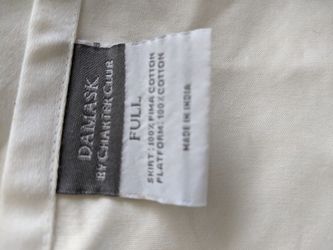 DAMASK
BY CHARTER CLUB
FULL
SKIRT: 100% PIMA COTTON
PLATFORM: 100% COTTON
MADE IN INDIA